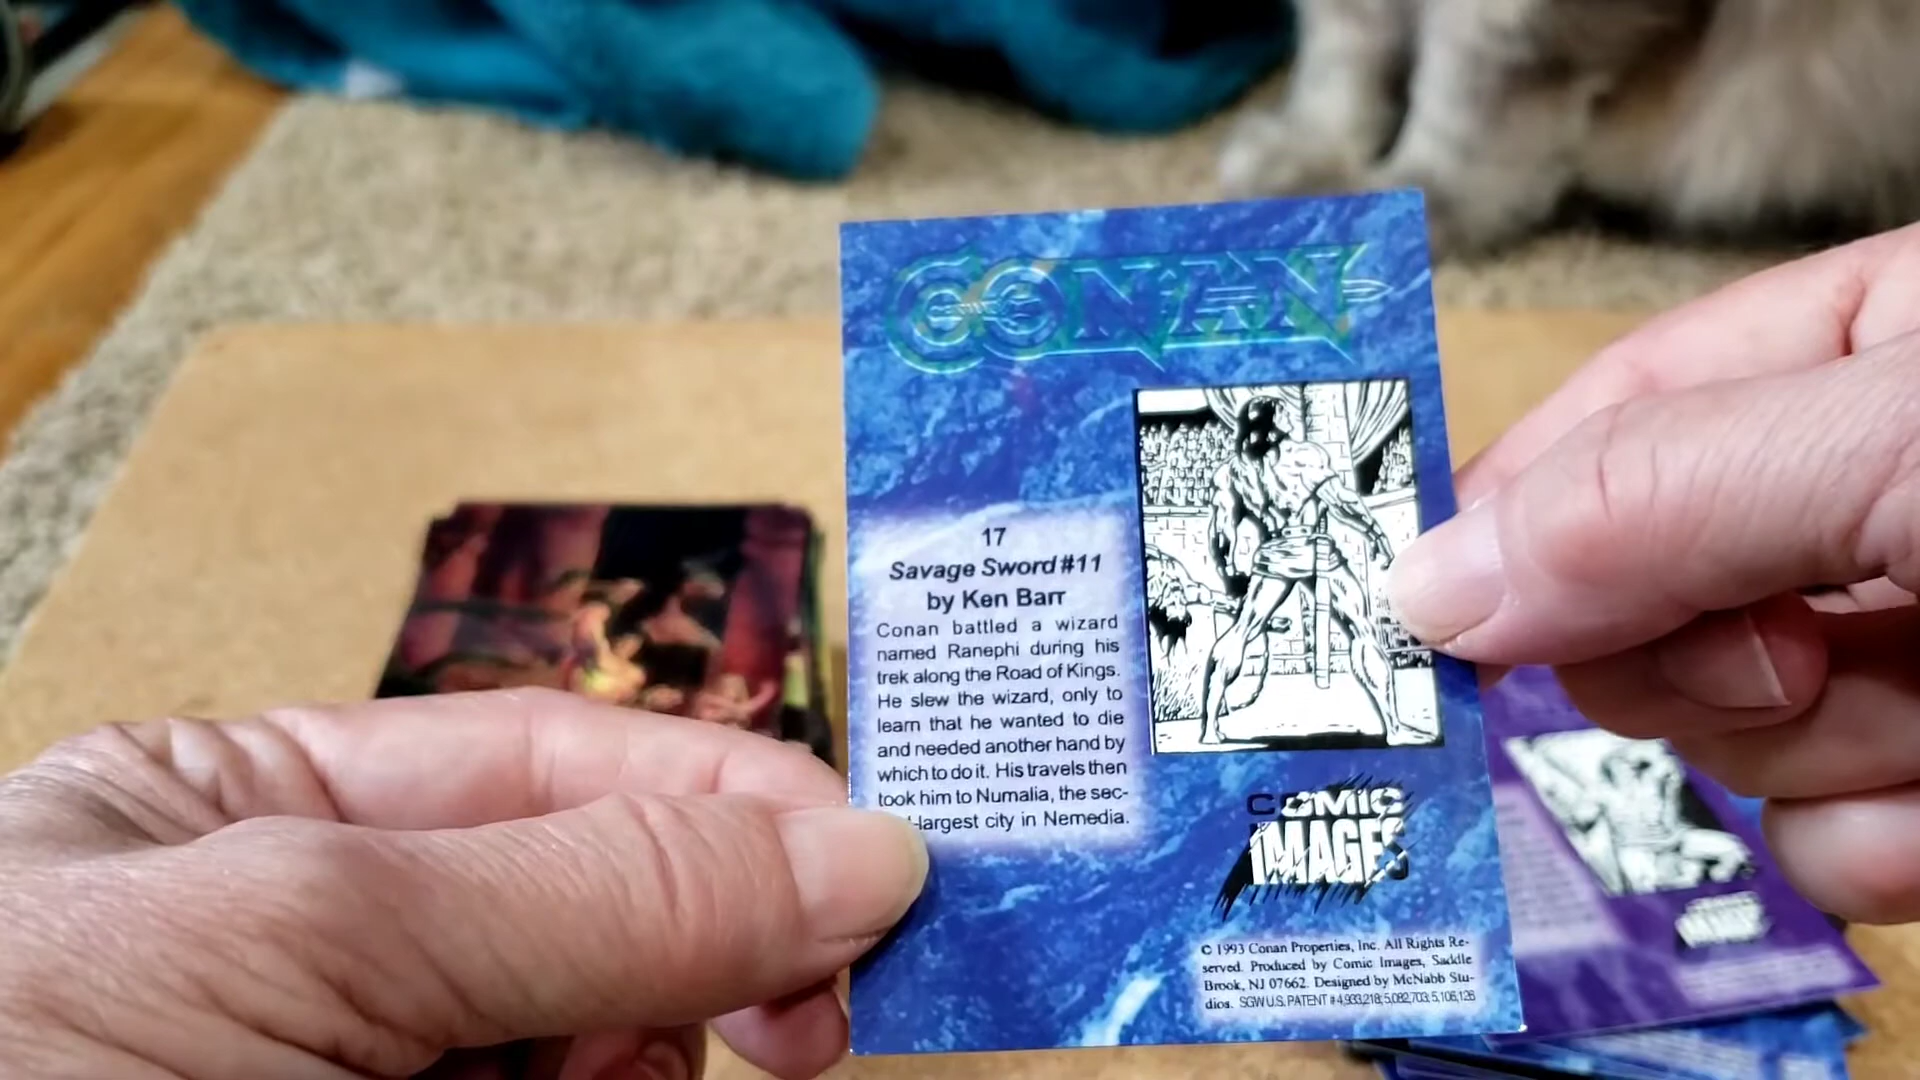 CONAN
17
Savage Sword #11
by Ken Barr
Conan battled a wizard
named Ranephi during his
trek along the Road of Kings.
He slew the wizard, only to
learn that he wanted to die
and needed another hand by
which to do it. His travels then
took him to Numalia, the sec-
-largest city in Nemedia.
COMIC
IMAGES
© 1993 Conan Properties, Inc. All Rights Re-
served. Produced by Comic Images, Saddle
Brook, NJ 07662. Designed by McNabb Stu-
dios. SGW U.S. PATENT # 4,933,218; 5,082,703; 5,106,126